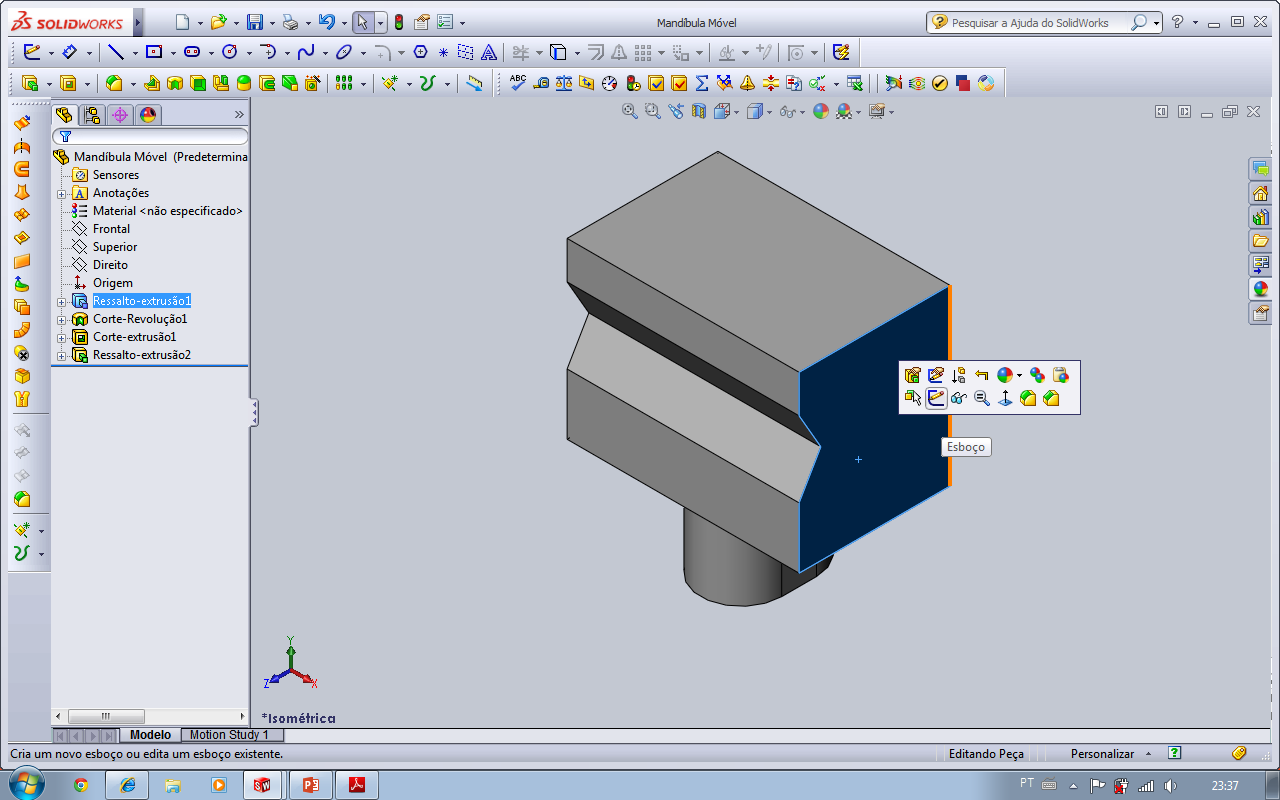 SOLIDWORKS
Mandíbula Móvel
Pesquisar a Ajuda do SolidWorks
ABC
Mandíbula Móvel (Predetermina
Sensores
Anotações
Material <não especificado>
Frontal
Superior
Direito
Origem
Ressalto-extrusão1
Corte-Revolução1
Corte-extrusão1
Ressalto-extrusão2
Esboço
Y
Z
X
*Isométrica
Modelo
Motion Study 1
Cria um novo esboço ou edita um esboço existente.
Editando Peça
Personalizar
PT
23:37